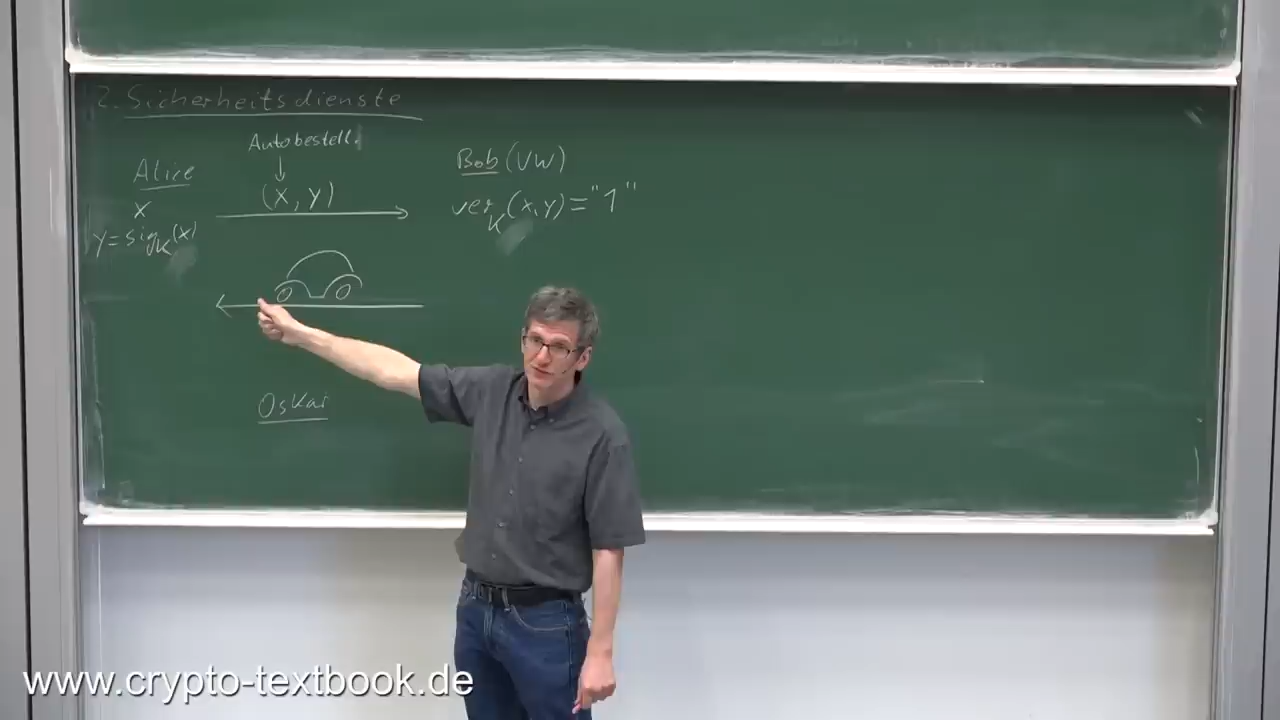 2. Sicherheitsdienste
Autobestell.
Alice
Bob (VW)
x
(x, y)
ver_K(x,y) = "1"
y = sig_K(x)
Oskar
www.crypto-textbook.de